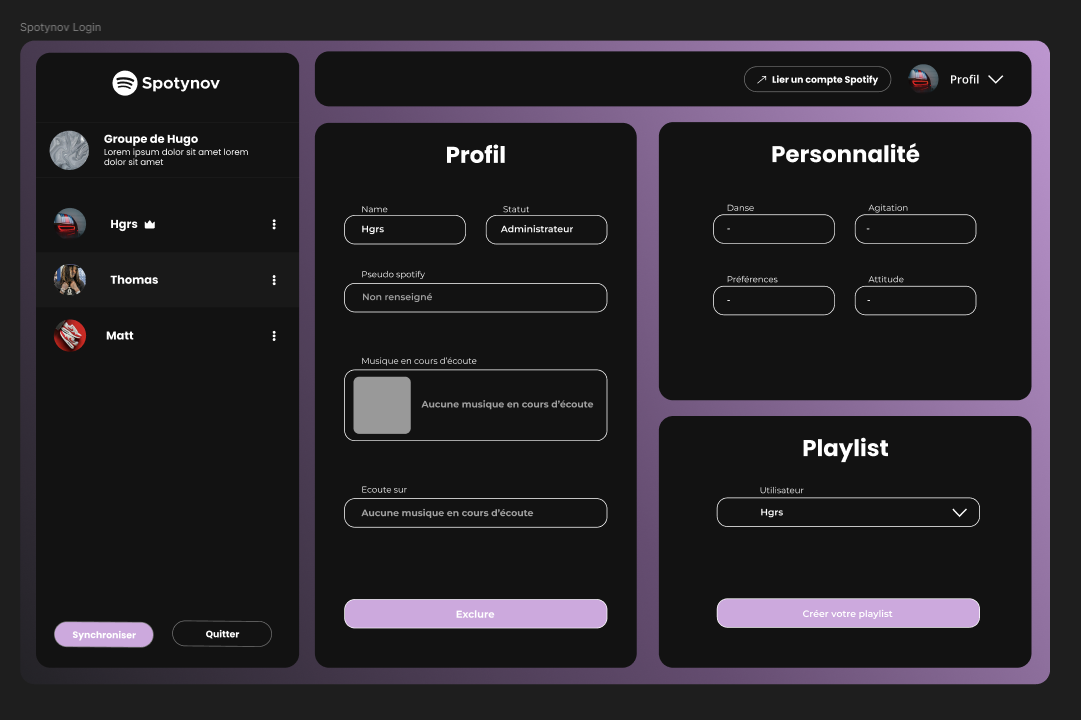 Spotynov Login
Spotynov
Groupe de Hugo
Lorem ipsum dolor sit amet lorem
dolor sit amet
Hgrs
Thomas
Matt
Synchroniser
Quitter
Lier un compte Spotify
Profil
Profil
Name
Statut
Hgrs
Administrateur
Pseudo spotify
Non renseigné
Musique en cours d'écoute
Aucune musique en cours d'écoute
Ecoute sur
Aucune musique en cours d'écoute
Exclure
Personnalité
Danse
Agitation
-
-
Préférences
Attitude
-
-
Playlist
Utilisateur
Hgrs
Créer votre playlist